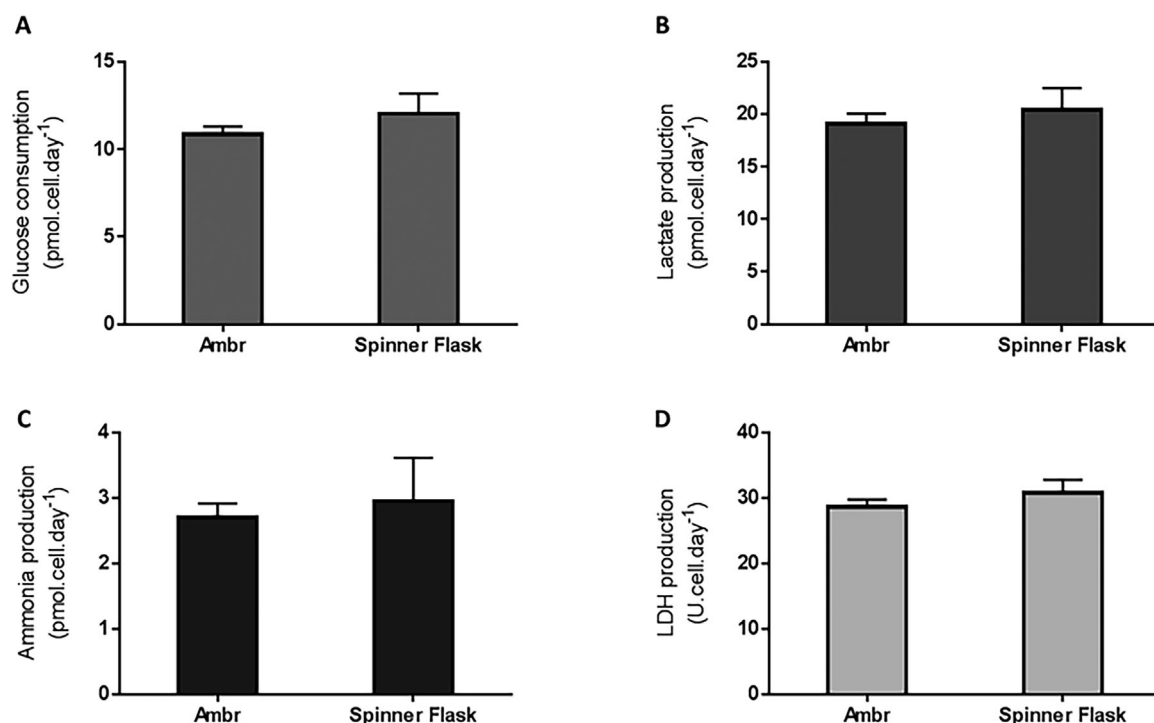 A
Glucose consumption
(pmol.cell.day⁻¹)
15
10
5
0
Ambr Spinner Flask
B
Lactate production
(pmol.cell.day⁻¹)
25
20
15
10
5
0
Ambr Spinner Flask
C
Ammonia production
(pmol.cell.day⁻¹)
4
3
2
1
0
Ambr Spinner Flask
D
LDH production
(U.cell.day⁻¹)
40
30
20
10
0
Ambr Spinner Flask